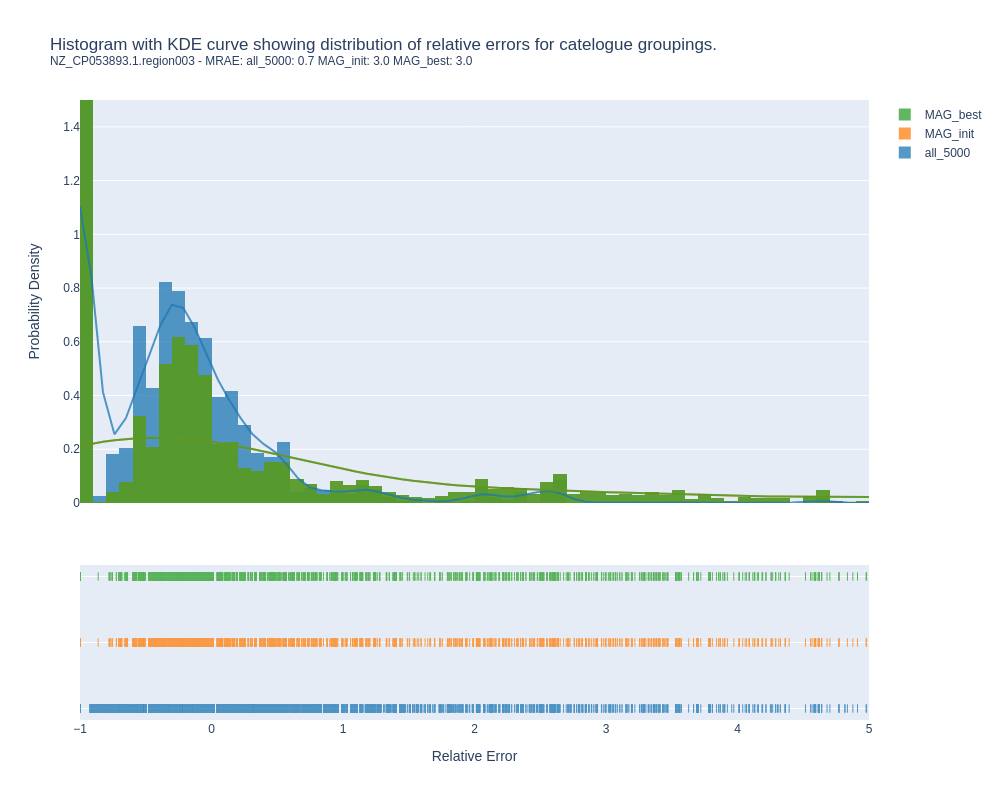 Histogram with KDE curve showing distribution of relative errors for catelogue groupings.
NZ_CP053893.1.region003 - MRAE: all_5000: 0.7 MAG_init: 3.0 MAG_best: 3.0
MAG_best
MAG_init
all_5000
Probability Density
1.4
1.2
1
0.8
0.6
0.4
0.2
0
−1 0 1 2 3 4 5
Relative Error